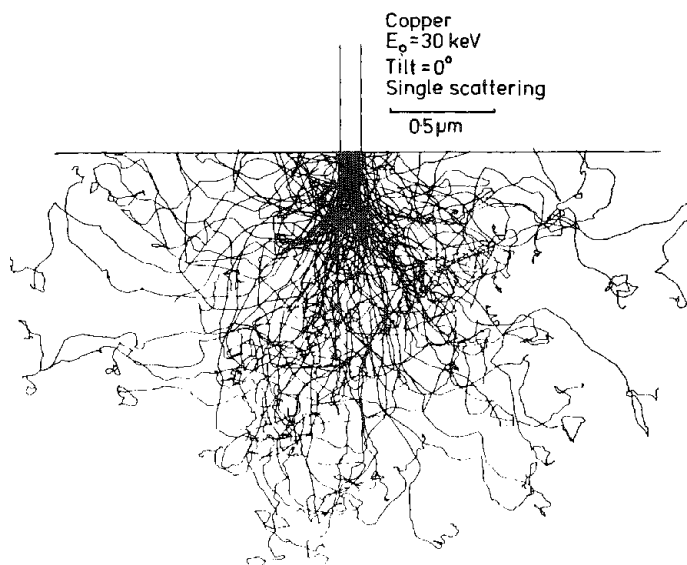 Copper
E₀=30 keV
Tilt=0°
Single scattering
0·5μm